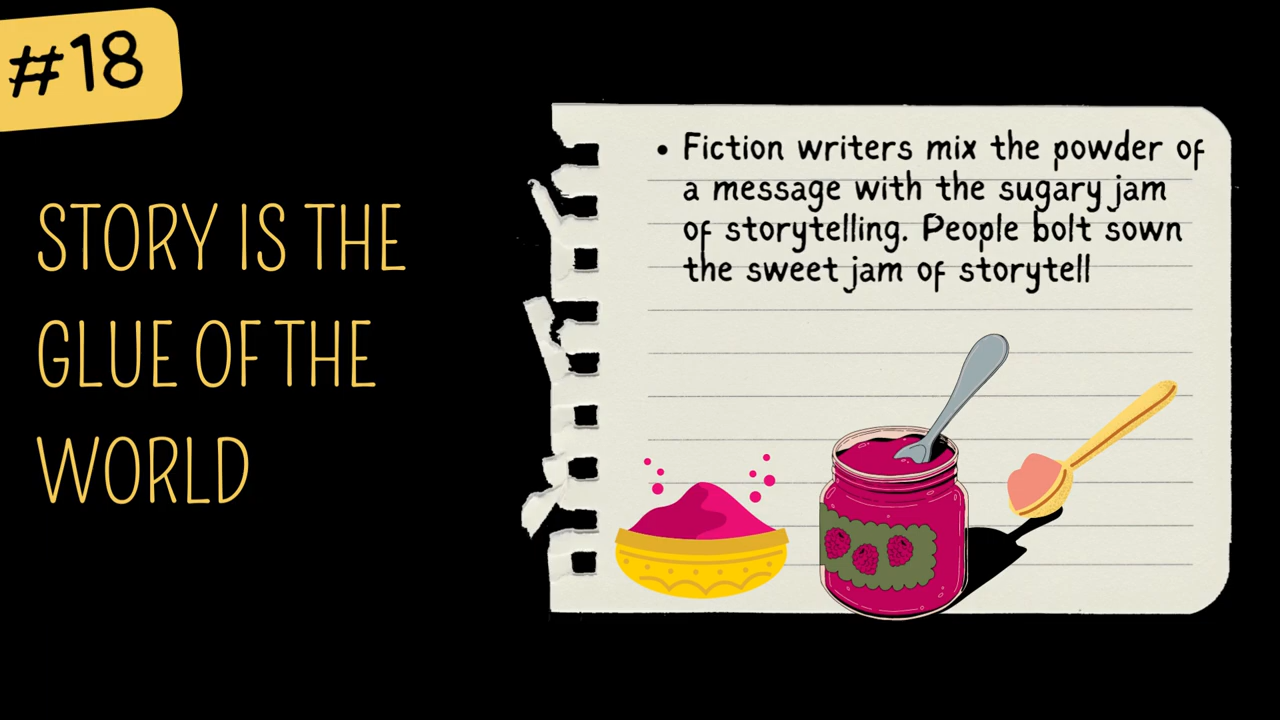 #18
STORY IS THE
GLUE OF THE
WORLD
• Fiction writers mix the powder of
a message with the sugary jam
of storytelling. People bolt sown
the sweet jam of storytell